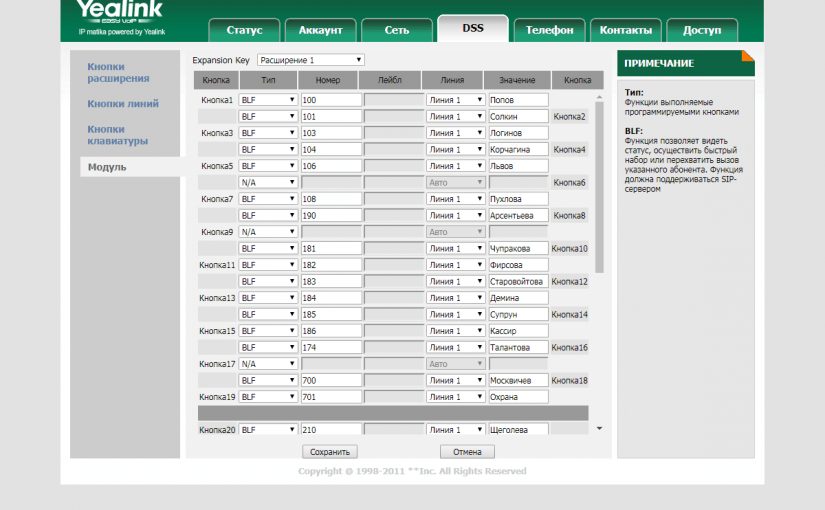 Yealink
EASY VOIP
IP matika powered by Yealink
Статус Аккаунт Сеть DSS Телефон Контакты Доступ
Кнопки
расширения
Кнопки линий
Кнопки
клавиатуры
Модуль
Expansion Key Расширение 1
Кнопка Тип Номер Лейбл Линия Значение Кнопка
Кнопка1 BLF 100 Линия 1 Попов
BLF 101 Линия 1 Солкин Кнопка2
Кнопка3 BLF 103 Линия 1 Логинов
BLF 104 Линия 1 Корчагина Кнопка4
Кнопка5 BLF 106 Линия 1 Львов
N/A Авто Кнопка6
Кнопка7 BLF 108 Линия 1 Пухлова
BLF 190 Линия 1 Арсентьева Кнопка8
Кнопка9 N/A Авто
BLF 181 Линия 1 Чупракова Кнопка10
Кнопка11 BLF 182 Линия 1 Фирсова
BLF 183 Линия 1 Старовойтова Кнопка12
Кнопка13 BLF 184 Линия 1 Демина
BLF 185 Линия 1 Супрун Кнопка14
Кнопка15 BLF 186 Линия 1 Кассир
BLF 174 Линия 1 Талантова Кнопка16
Кнопка17 N/A Авто
BLF 700 Линия 1 Москвичев Кнопка18
Кнопка19 BLF 701 Линия 1 Охрана
Кнопка20 BLF 210 Линия 1 Щеголева
Сохранить Отмена
ПРИМЕЧАНИЕ
Тип:
Функции выполняемые
программируемыми кнопками
BLF:
Функция позволяет видеть
статус, осуществить быстрый
набор или перехватить вызов
указанного абонента. Функция
должна поддерживаться SIP-
сервером
Copyright © 1998-2011 **Inc. All Rights Reserved